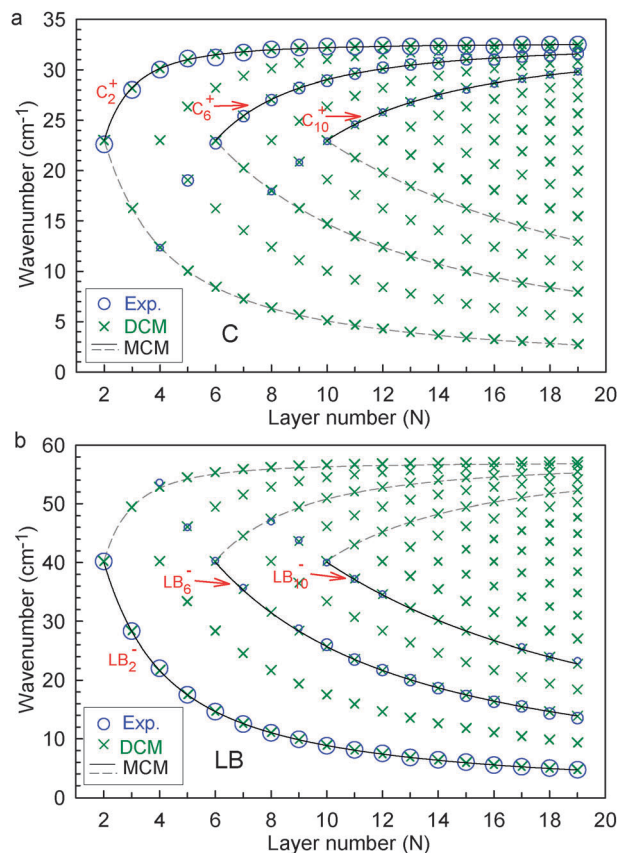 a
35
30
25
20
15
10
5
0
Wavenumber (cm⁻¹)
C₂⁺
C₆⁺
C₁₀⁺
Exp.
DCM
MCM
C
2 4 6 8 10 12 14 16 18 20
Layer number (N)
b
60
50
40
30
20
10
0
Wavenumber (cm⁻¹)
LB₂⁻
LB₆⁻
LB₁₀⁻
Exp.
DCM
MCM
LB
2 4 6 8 10 12 14 16 18 20
Layer number (N)